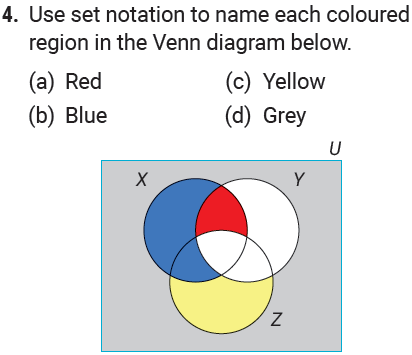 4. Use set notation to name each coloured
region in the Venn diagram below.
(a) Red (c) Yellow
(b) Blue (d) Grey
U
X Y
Z